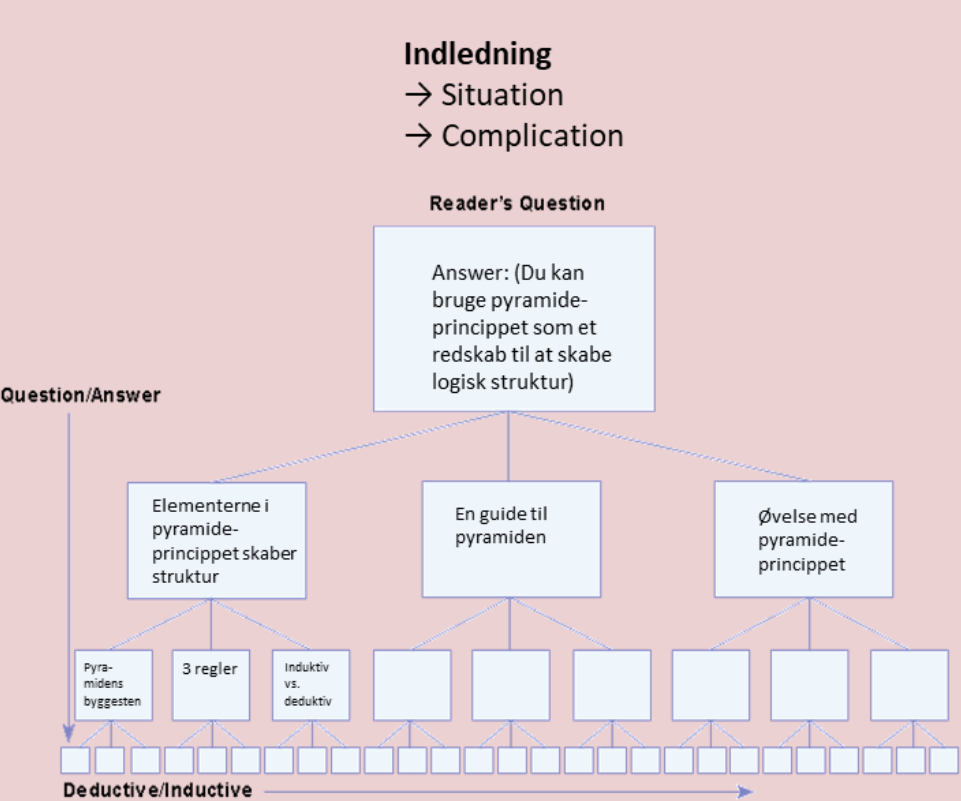 Indledning
→ Situation
→ Complication
Reader's Question
Answer: (Du kan
bruge pyramide-
princippet som et
redskab til at skabe
logisk struktur)
Question/Answer
Elementerne i
pyramide-
princippet skaber
struktur
En guide til
pyramiden
Øvelse med
pyramide-
princippet
Pyra-
midens
byggesten
3 regler
Induktiv
vs.
deduktiv
Deductive/Inductive